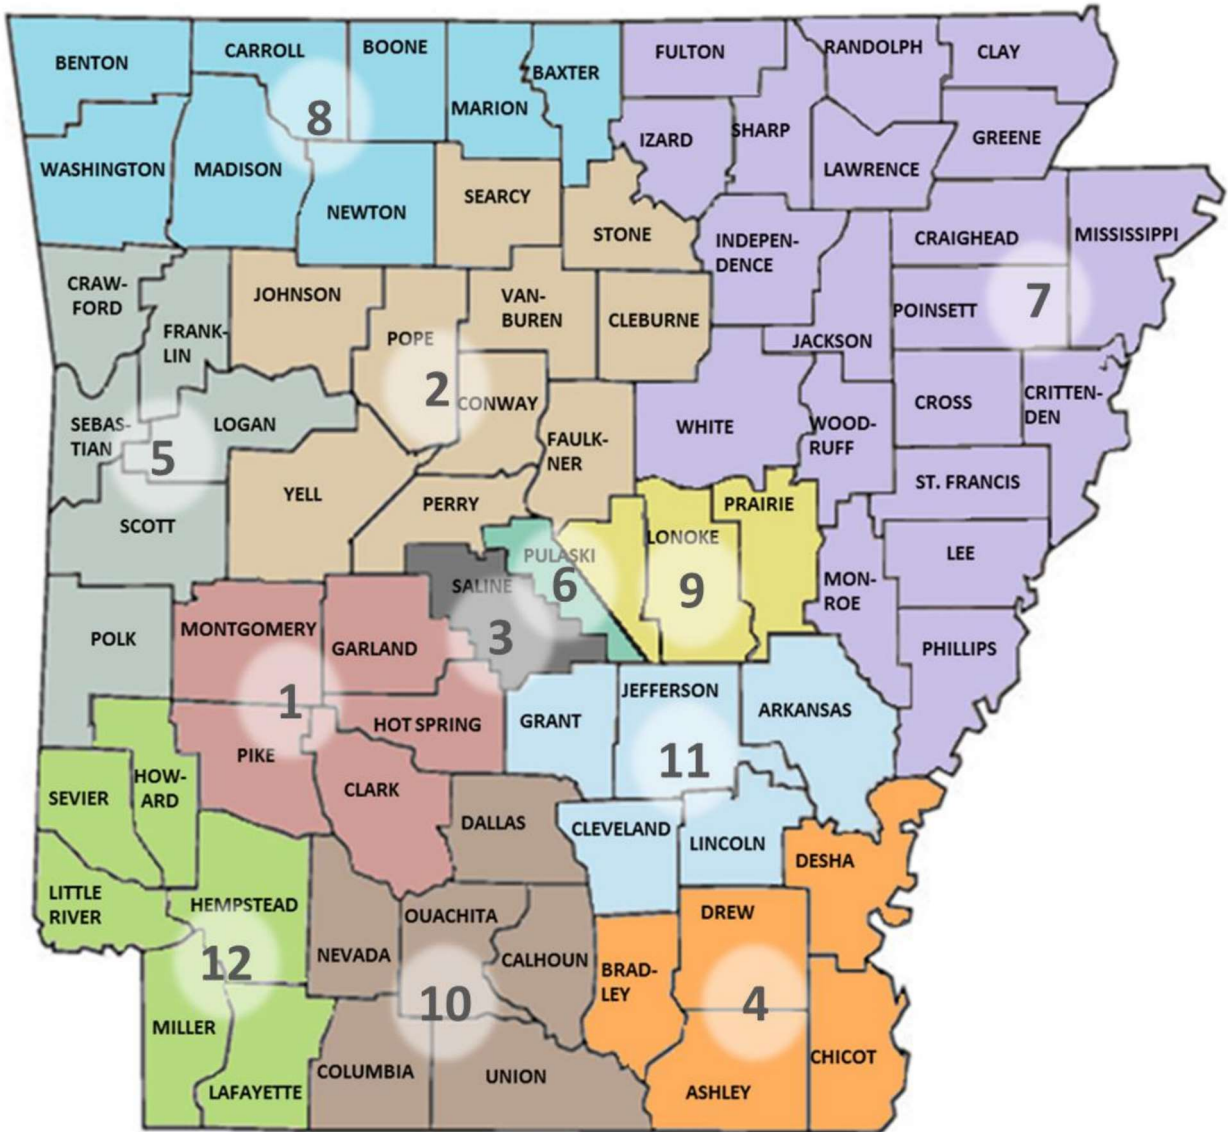 BENTON
CARROLL
BOONE
MARION
BAXTER
FULTON
RANDOLPH
CLAY
8
WASHINGTON
MADISON
NEWTON
SEARCY
STONE
IZARD
SHARP
LAWRENCE
GREENE
INDEPEN-
DENCE
CRAIGHEAD
MISSISSIPPI
CRAW-
FORD
FRANK-
LIN
JOHNSON
POPE
VAN-
BUREN
CLEBURNE
JACKSON
POINSETT
7
SEBAS-
TIAN
LOGAN
5
2
CONWAY
FAULK-
NER
WHITE
WOOD-
RUFF
CROSS
CRITTEN-
DEN
SCOTT
YELL
PERRY
PRAIRIE
ST. FRANCIS
PULASKI
6
LONOKE
9
LEE
MON-
ROE
PHILLIPS
POLK
MONTGOMERY
GARLAND
SALINE
3
1
PIKE
HOT SPRING
CLARK
GRANT
JEFFERSON
ARKANSAS
11
SEVIER
HOW-
ARD
DALLAS
CLEVELAND
LINCOLN
DESHA
LITTLE
RIVER
HEMPSTEAD
12
NEVADA
OUACHITA
CALHOUN
10
BRAD-
LEY
DREW
4
MILLER
LAFAYETTE
COLUMBIA
UNION
ASHLEY
CHICOT